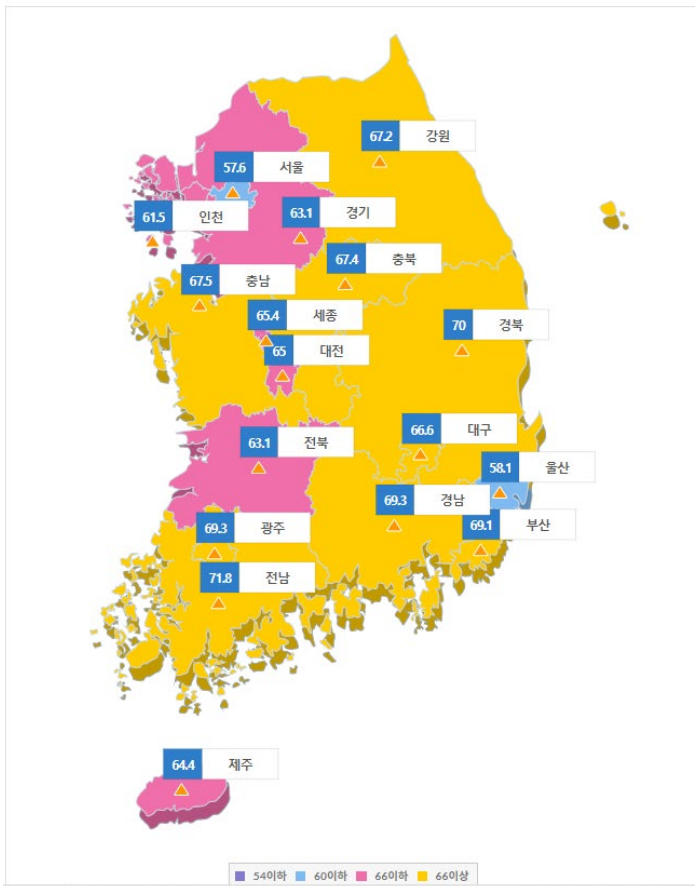 67.2 강원
57.6 서울
61.5 인천
63.1 경기
67.4 충북
67.5 충남
65.4 세종
70 경북
65 대전
66.6 대구
63.1 전북
58.1 울산
69.3 경남
69.3 광주
69.1 부산
71.8 전남
64.4 제주
54이하 60이하 66이하 66이상